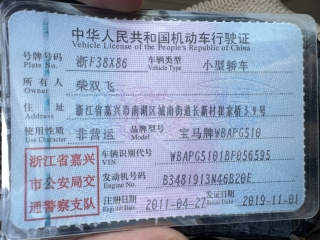 中华人民共和国机动车行驶证
Vehicle License of the People's Republic of China
号牌号码 浙F38X86 车辆类型 小型轿车
Plate No. Vehicle Type
所有人 柴双飞
Owner
住址 浙江省嘉兴市南湖区城南街道长新村崔家桥39号
Address
使用性质 非营运 品牌型号 宝马牌WBAPG510
Use Character Model
浙江省嘉兴市公安局交通警察支队
车辆识别代号 WBAPG5101BF056595
VIN
发动机号码 B3481913N46B20E
Engine No.
注册日期 2011-04-27 发证日期 2019-11-01
Register Date Issue Date